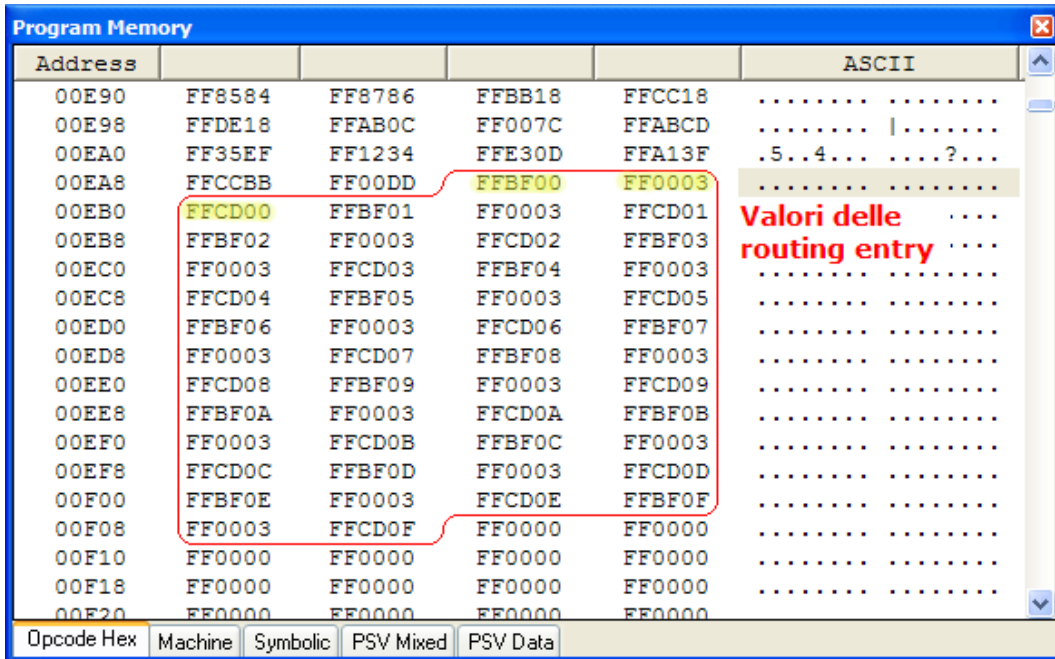 Program Memory
Address ASCII
00E90 FF8584 FF8786 FFBB18 FFCC18 ........ ........
00E98 FFDE18 FFAB0C FF007C FFABCD ........ |.......
00EA0 FF35EF FF1234 FFE30D FFA13F .5..4... ....?...
00EA8 FFCCBB FF00DD FFBF00 FF0003 ........ ........
00EB0 FFCD00 FFBF01 FF0003 FFCD01 Valori delle ....
00EB8 FFBF02 FF0003 FFCD02 FFBF03 routing entry ....
00EC0 FF0003 FFCD03 FFBF04 FF0003 ........ ........
00EC8 FFCD04 FFBF05 FF0003 FFCD05 ........ ........
00ED0 FFBF06 FF0003 FFCD06 FFBF07 ........ ........
00ED8 FF0003 FFCD07 FFBF08 FF0003 ........ ........
00EE0 FFCD08 FFBF09 FF0003 FFCD09 ........ ........
00EE8 FFBF0A FF0003 FFCD0A FFBF0B ........ ........
00EF0 FF0003 FFCD0B FFBF0C FF0003 ........ ........
00EF8 FFCD0C FFBF0D FF0003 FFCD0D ........ ........
00F00 FFBF0E FF0003 FFCD0E FFBF0F ........ ........
00F08 FF0003 FFCD0F FF0000 FF0000 ........ ........
00F10 FF0000 FF0000 FF0000 FF0000 ........ ........
00F18 FF0000 FF0000 FF0000 FF0000 ........ ........
00F20 FF0000 FF0000 FF0000 FF0000
Opcode Hex Machine Symbolic PSV Mixed PSV Data